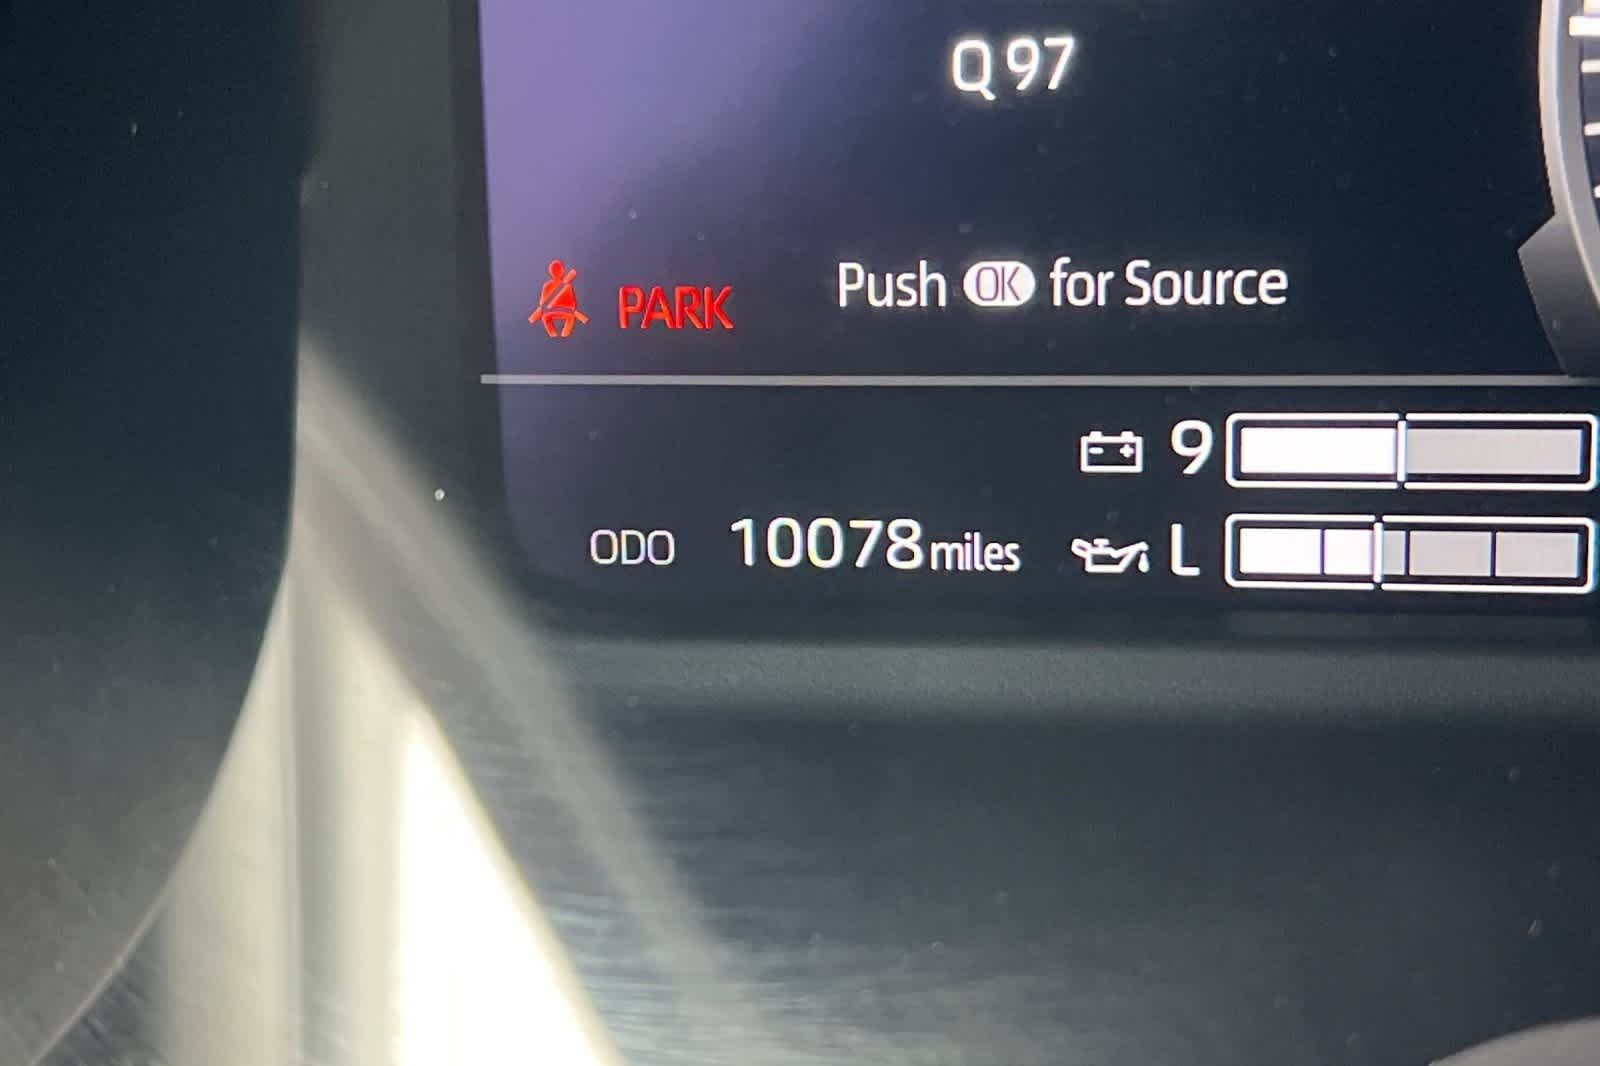 Q 97
PARK
Push OK for Source
9
ODO 10078 miles L